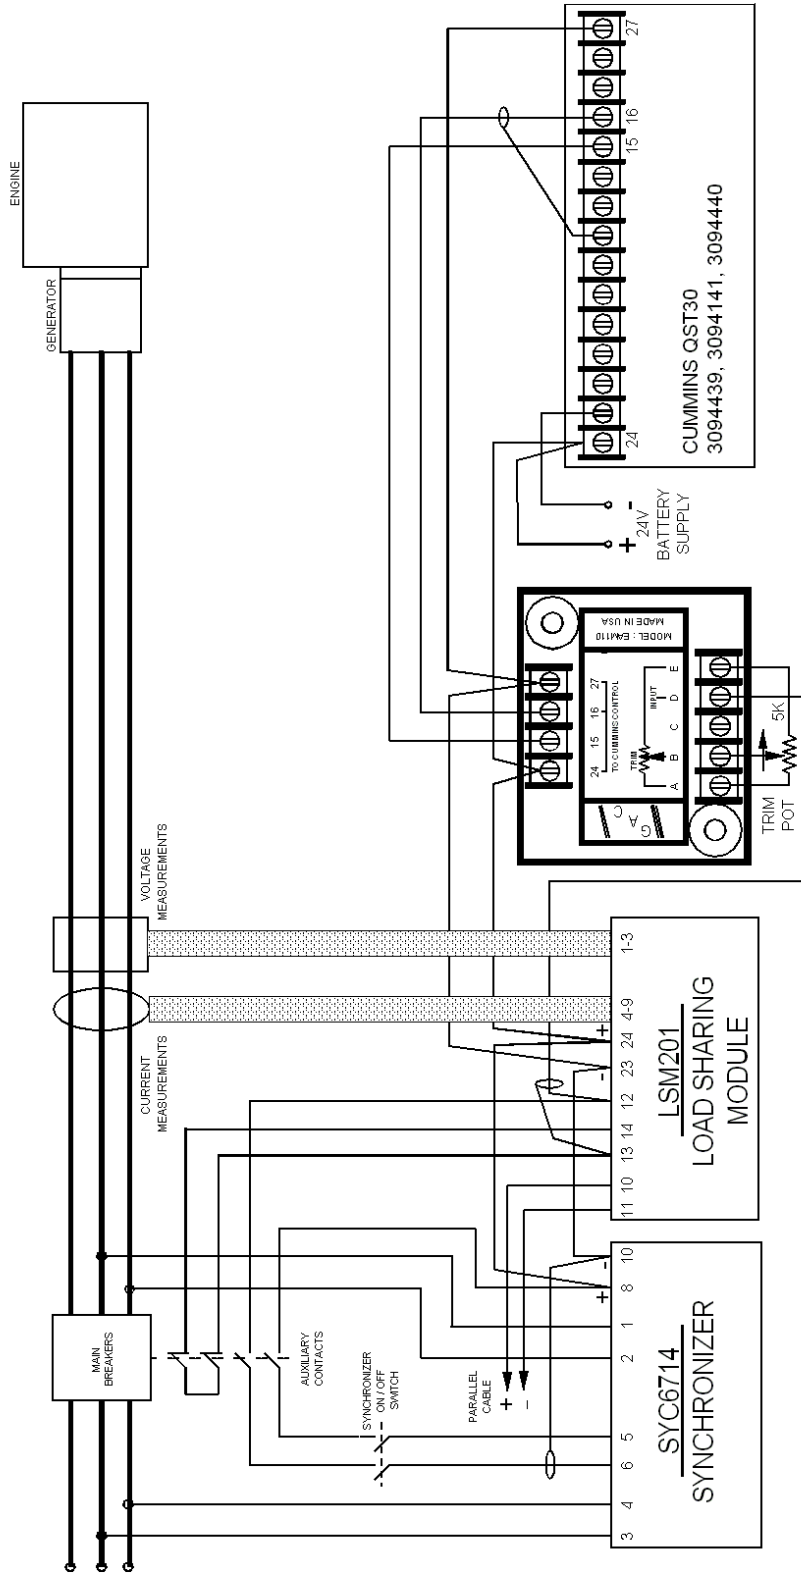 ENGINE
GENERATOR
27
16
15
24
CUMMINS QST30
3094439, 3094141, 3094440
+ -
24V
BATTERY
SUPPLY
MODEL : EAM110
MADE IN USA
24 15 16 27
TO CUMMINS CONTROL
TRIM
INPUT
A B C D E
G A C
5K
TRIM
POT
VOLTAGE
MEASUREMENTS
CURRENT
MEASUREMENTS
11 10 13 14 12 23 24 4-9 1-3
- +
LSM201
LOAD SHARING
MODULE
MAIN
BREAKERS
AUXILIARY
CONTACTS
SYNCHRONIZER
ON / OFF
SWITCH
PARALLEL
CABLE
+
-
3 4 6 5 2 1 8 10
+ -
SYC6714
SYNCHRONIZER